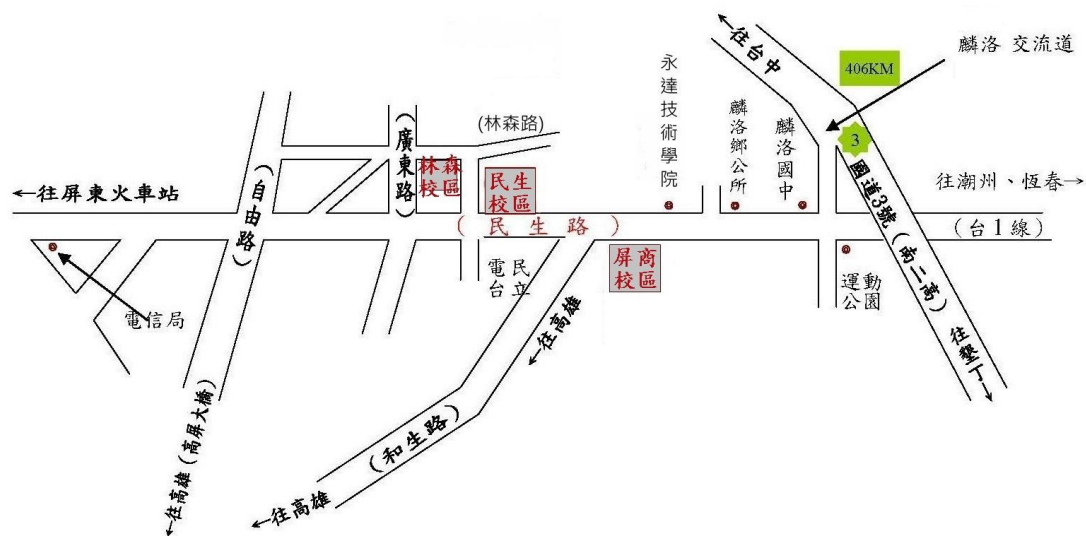 往台中
406KM
麟洛 交流道
3
國道3號(南二高)
往墾丁
永達技術學院
麟洛鄉公所
麟洛國中
往潮州、恆春
(台1線)
(林森路)
(廣東路)
林森
校區
民生
校區
(民生路)
←往屏東火車站
(自由路)
電信局
電民
台立
屏商
校區
運動
公園
←往高雄
(和生路)
←往高雄(高屏大橋)
←往高雄